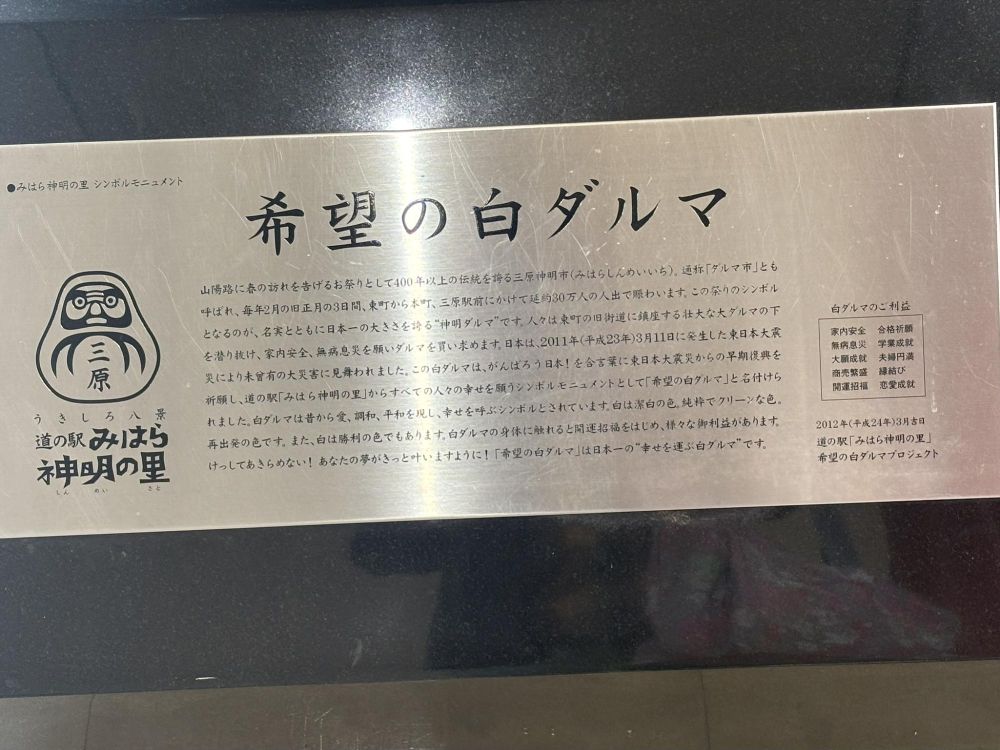 ●みはら神明の里 シンボルモニュメント
希望の白ダルマ
山陽路に春の訪れを告げるお祭りとして400年以上の伝統を誇る三原神明市(みはらしんめいいち)。通称「ダルマ市」とも
呼ばれ、毎年2月の旧正月の3日間、東町から本町、三原駅前にかけて延約30万人の人出で賑わいます。この祭りのシンボル
となるのが、名実とともに日本一の大きさを誇る“神明ダルマ”です。人々は東町の旧街道に鎮座する壮大な大ダルマの下
を潜り抜け、家内安全、無病息災を願いダルマを買い求めます。日本は、2011年(平成23年)3月11日に発生した東日本大震
災により未曾有の大災害に見舞われました。この白ダルマは、がんばろう日本!を合言葉に東日本大震災からの早期復興を
祈願し、道の駅「みはら神明の里」からすべての人々の幸せを願うシンボルモニュメントとして「希望の白ダルマ」と名付けら
れました。白ダルマは昔から愛、調和、平和を現し、幸せを呼ぶシンボルとされています。白は潔白の色。純粋でクリーンな色。
再出発の色です。また、白は勝利の色でもあります。白ダルマの身体に触れると開運招福をはじめ、様々な御利益があります。
けっしてあきらめない!あなたの夢がきっと叶いますように!「希望の白ダルマ」は日本一の“幸せを運ぶ白ダルマ”です。
三原
うきしろ八景
道の駅 みはら
神明の里
しん めい さと
白ダルマのご利益
家内安全 合格祈願
無病息災 学業成就
大願成就 夫婦円満
商売繁盛 縁結び
開運招福 恋愛成就
2012年(平成24年)3月吉日
道の駅「みはら神明の里」
希望の白ダルマプロジェクト